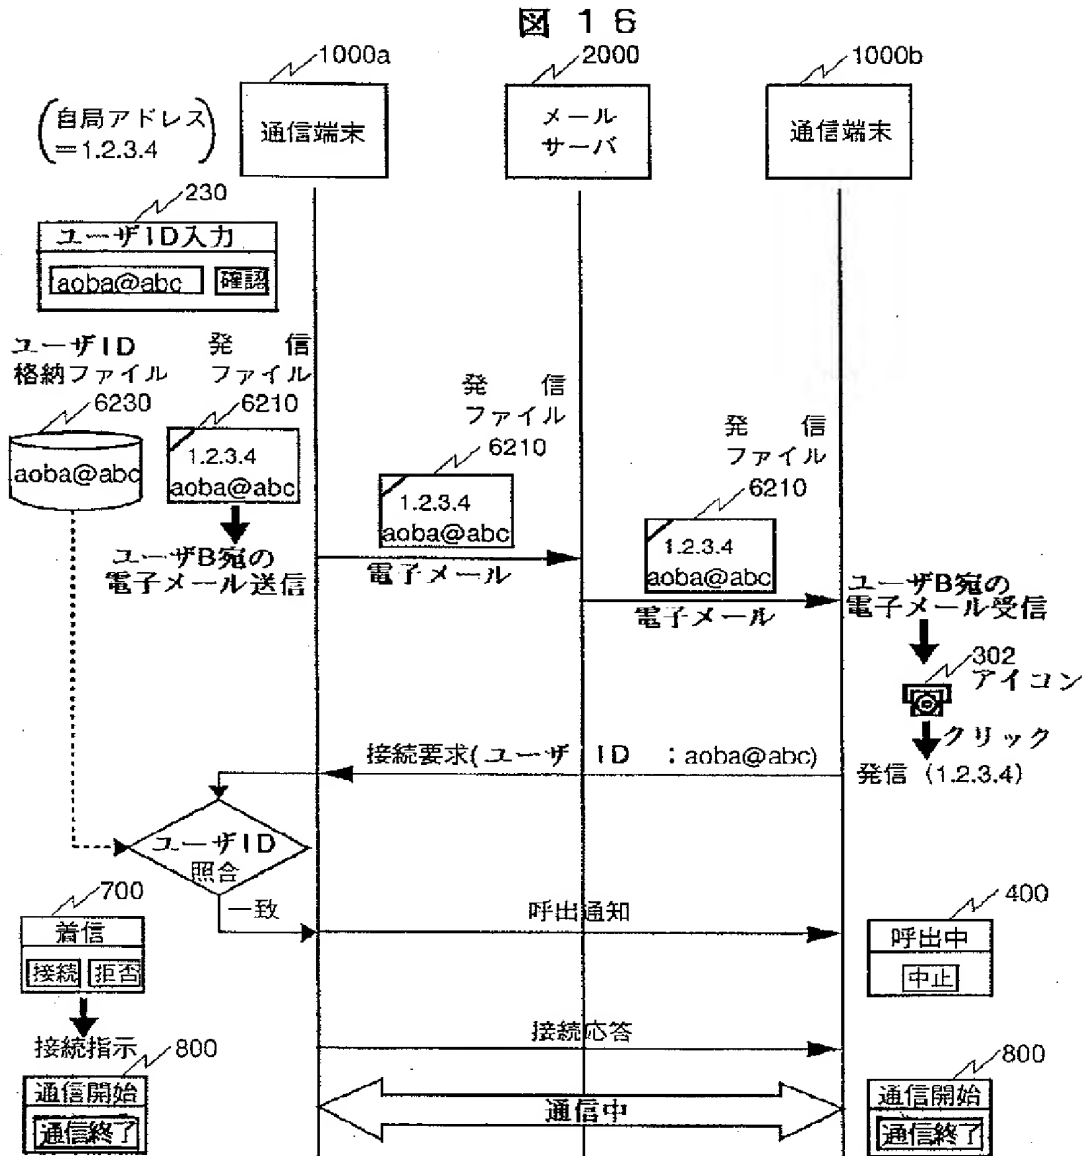 図 16
1000a
2000
1000b
自局アドレス
=1.2.3.4
通信端末
メール
サーバ
通信端末
230
ユーザID入力
aoba@abc 確認
ユーザID
格納ファイル
6230
aoba@abc
発 信
ファイル
6210
1.2.3.4
aoba@abc
ユーザB宛の
電子メール送信
発 信
ファイル
6210
1.2.3.4
aoba@abc
電子メール
発 信
ファイル
6210
1.2.3.4
aoba@abc
電子メール
ユーザB宛の
電子メール受信
302
アイコン
クリック
発信 (1.2.3.4)
接続要求(ユーザ ID :aoba@abc)
ユーザID
照合
一致
700
着信
接続 拒否
呼出通知
400
呼出中
中止
接続指示
接続応答
800
通信開始
通信終了
通信中
800
通信開始
通信終了